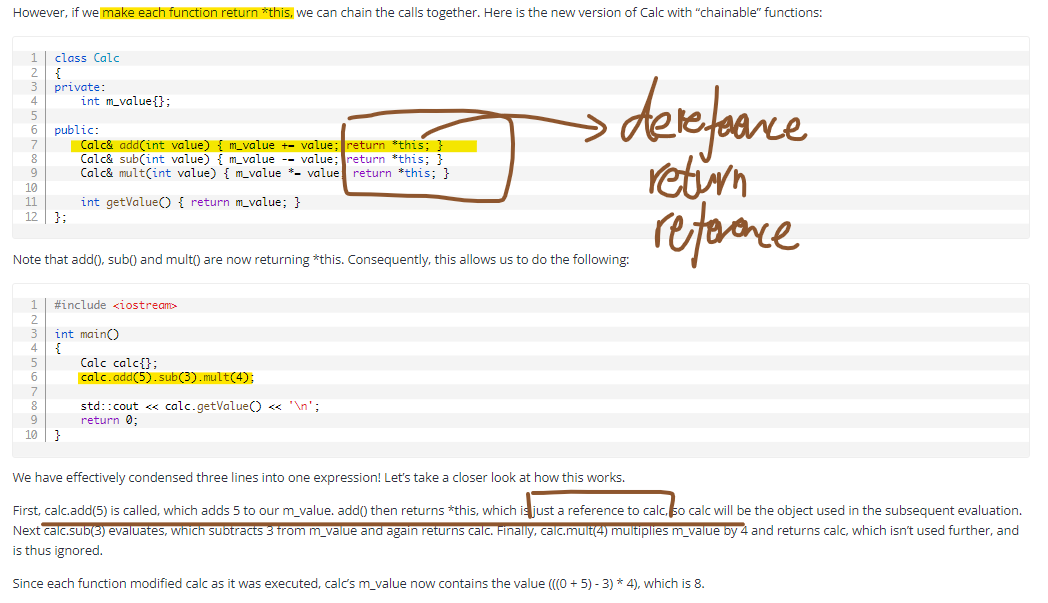 However, if we make each function return *this, we can chain the calls together. Here is the new version of Calc with “chainable” functions:
1 class Calc
2 {
3 private:
4 int m_value{};
5
6 public:
7 Calc& add(int value) { m_value += value; return *this; }
8 Calc& sub(int value) { m_value -= value; return *this; }
9 Calc& mult(int value) { m_value *= value return *this; }
10
11 int getValue() { return m_value; }
12 };
derefearnce
return
referance
Note that add(), sub() and mult() are now returning *this. Consequently, this allows us to do the following:
1 #include <iostream>
2
3 int main()
4 {
5 Calc calc{};
6 calc.add(5).sub(3).mult(4);
7
8 std::cout << calc.getValue() << '\n';
9 return 0;
10 }
We have effectively condensed three lines into one expression! Let’s take a closer look at how this works.
First, calc.add(5) is called, which adds 5 to our m_value. add() then returns *this, which is just a reference to calc, so calc will be the object used in the subsequent evaluation.
Next calc.sub(3) evaluates, which subtracts 3 from m_value and again returns calc. Finally, calc.mult(4) multiplies m_value by 4 and returns calc, which isn’t used further, and
is thus ignored.
Since each function modified calc as it was executed, calc’s m_value now contains the value (((0 + 5) - 3) * 4), which is 8.